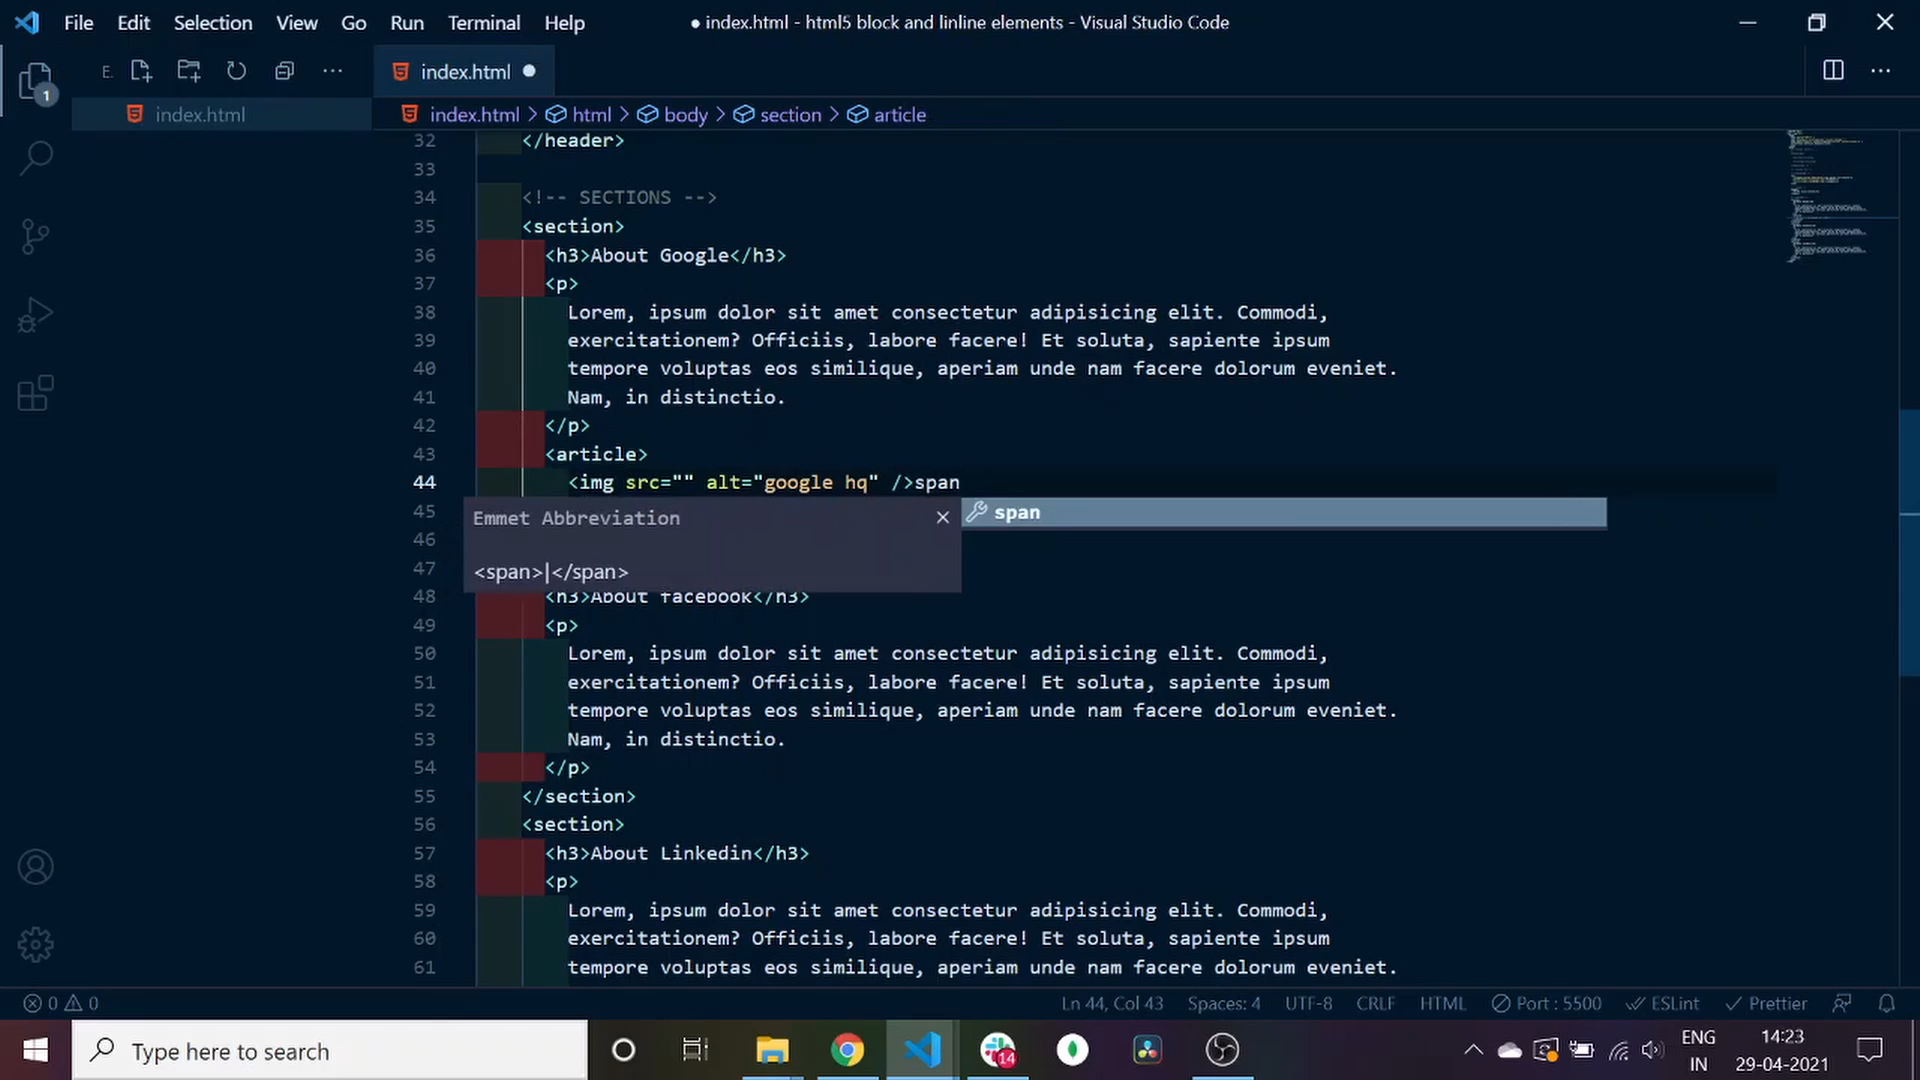 File Edit Selection View Go Run Terminal Help
● index.html - html5 block and linline elements - Visual Studio Code
E.
index.html ●
1
index.html
index.html > html > body > section > article
32 </header>
33
34 <!-- SECTIONS -->
35 <section>
36 <h3>About Google</h3>
37 <p>
38 Lorem, ipsum dolor sit amet consectetur adipisicing elit. Commodi,
39 exercitationem? Officiis, labore facere! Et soluta, sapiente ipsum
40 tempore voluptas eos similique, aperiam unde nam facere dolorum eveniet.
41 Nam, in distinctio.
42 </p>
43 <article>
44 <img src="" alt="google hq" />span
45
Emmet Abbreviation
span
46
47
<span>|</span>
48 <h3>About facebook</h3>
49 <p>
50 Lorem, ipsum dolor sit amet consectetur adipisicing elit. Commodi,
51 exercitationem? Officiis, labore facere! Et soluta, sapiente ipsum
52 tempore voluptas eos similique, aperiam unde nam facere dolorum eveniet.
53 Nam, in distinctio.
54 </p>
55 </section>
56 <section>
57 <h3>About Linkedin</h3>
58 <p>
59 Lorem, ipsum dolor sit amet consectetur adipisicing elit. Commodi,
60 exercitationem? Officiis, labore facere! Et soluta, sapiente ipsum
61 tempore voluptas eos similique, aperiam unde nam facere dolorum eveniet.
0 0
Ln 44, Col 43 Spaces: 4 UTF-8 CRLF HTML Port : 5500 ESLint Prettier
Type here to search
14
ENG
IN
14:23
29-04-2021